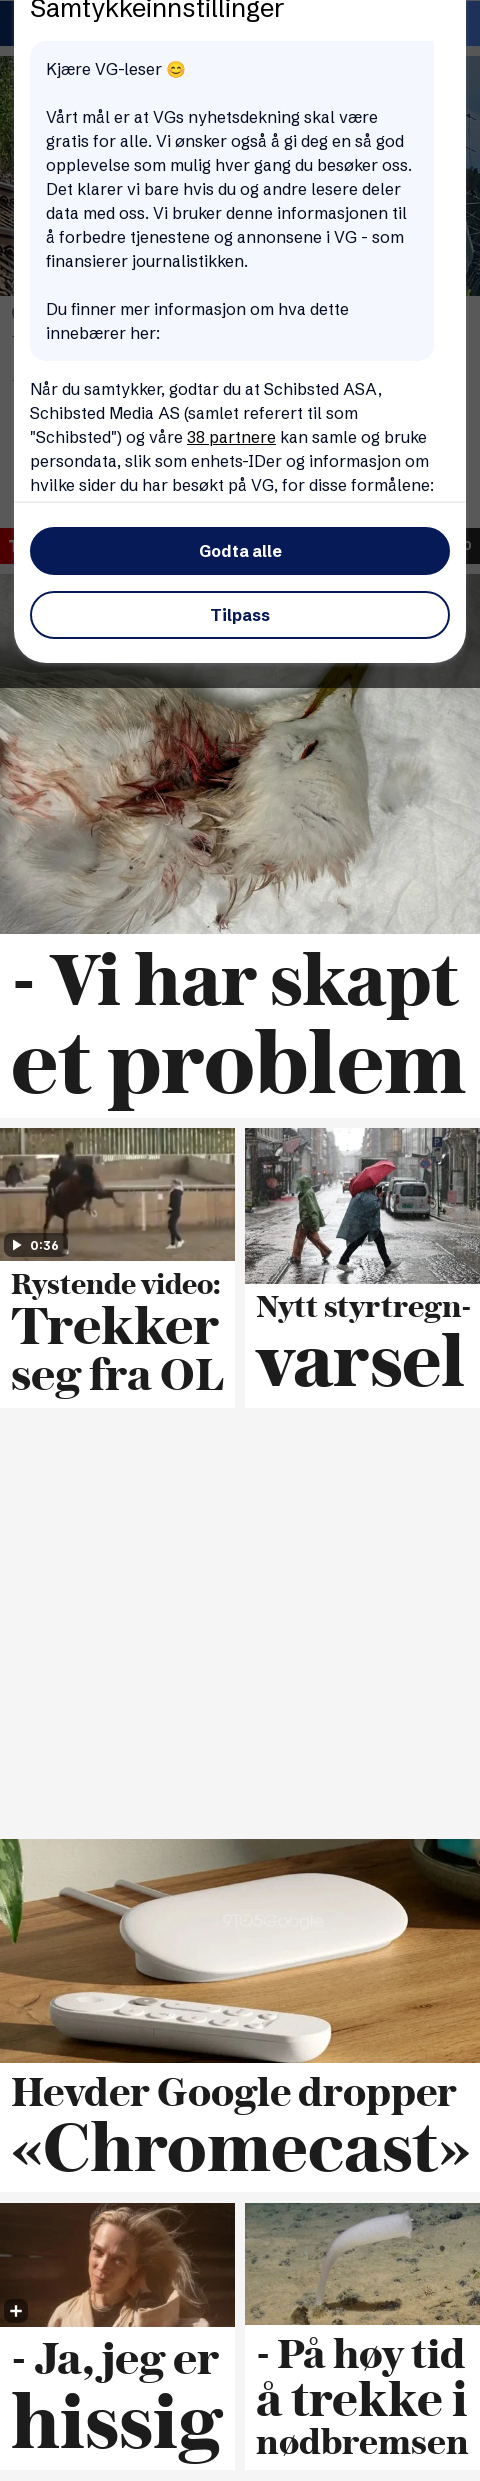 Samtykkeinnstillinger
Kjære VG-leser 😊
Vårt mål er at VGs nyhetsdekning skal være
gratis for alle. Vi ønsker også å gi deg en så god
opplevelse som mulig hver gang du besøker oss.
Det klarer vi bare hvis du og andre lesere deler
data med oss. Vi bruker denne informasjonen til
å forbedre tjenestene og annonsene i VG - som
finansierer journalistikken.
Du finner mer informasjon om hva dette
innebærer her:
Når du samtykker, godtar du at Schibsted ASA,
Schibsted Media AS (samlet referert til som
"Schibsted") og våre 38 partnere kan samle og bruke
persondata, slik som enhets-IDer og informasjon om
hvilke sider du har besøkt på VG, for disse formålene:
Godta alle
Tilpass
- Vi har skapt
et problem
0:36
Rystende video:
Trekker
seg fra OL
Nytt styrtregn-
varsel
9TO5Google
Hevder Google dropper
«Chromecast»
- Ja, jeg er
hissig
- På høy tid
å trekke i
nødbremsen